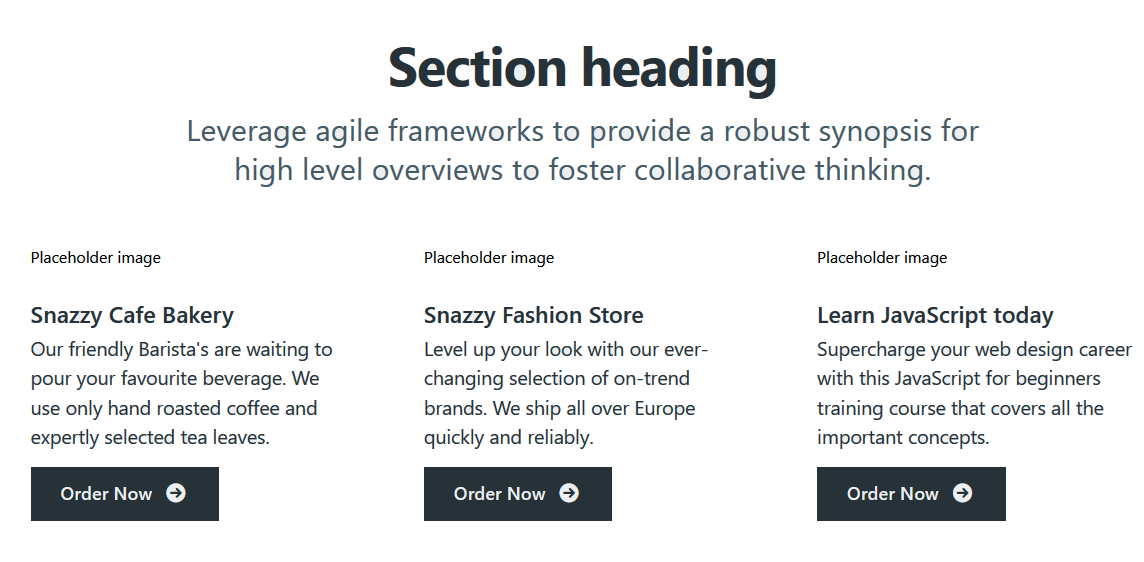 Section heading
Leverage agile frameworks to provide a robust synopsis for
high level overviews to foster collaborative thinking.
Placeholder image
Snazzy Cafe Bakery
Our friendly Barista's are waiting to
pour your favourite beverage. We
use only hand roasted coffee and
expertly selected tea leaves.
Order Now
Placeholder image
Snazzy Fashion Store
Level up your look with our ever-
changing selection of on-trend
brands. We ship all over Europe
quickly and reliably.
Order Now
Placeholder image
Learn JavaScript today
Supercharge your web design career
with this JavaScript for beginners
training course that covers all the
important concepts.
Order Now